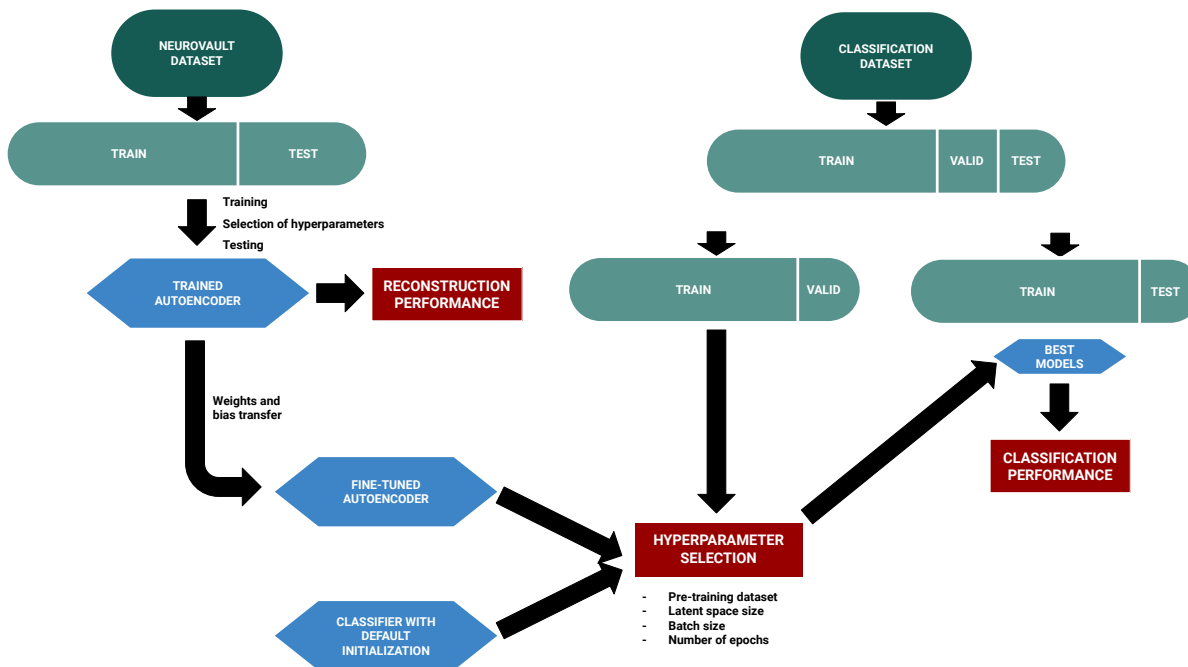 NEUROVAULT
DATASET
CLASSIFICATION
DATASET
TRAIN
TEST
TRAIN
VALID
TEST
Training
Selection of hyperparameters
Testing
TRAINED
AUTOENCODER
RECONSTRUCTION
PERFORMANCE
TRAIN
VALID
TRAIN
TEST
BEST
MODELS
Weights and
bias transfer
CLASSIFICATION
PERFORMANCE
FINE-TUNED
AUTOENCODER
HYPERPARAMETER
SELECTION
- Pre-training dataset
- Latent space size
- Batch size
- Number of epochs
CLASSIFIER WITH
DEFAULT
INITIALIZATION